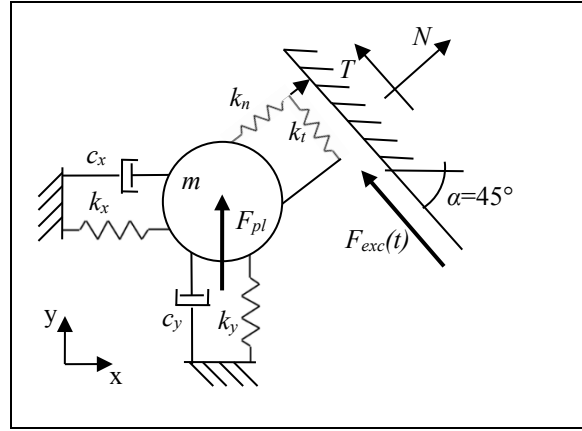 N
T
k_n
k_t
c_x
m
k_x
F_pl
α=45°
F_exc(t)
c_y
k_y
y
x